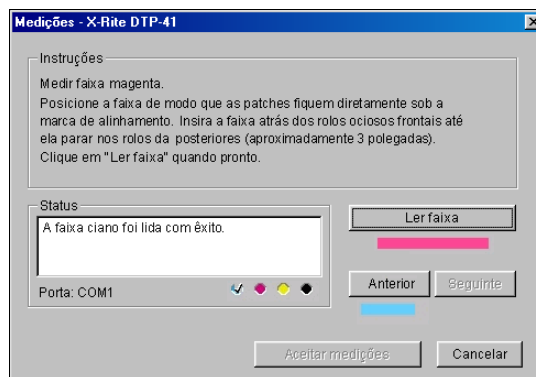 Medições - X-Rite DTP-41
Instruções
Medir faixa magenta.
Posicione a faixa de modo que as patches fiquem diretamente sob a
marca de alinhamento. Insira a faixa atrás dos rolos ociosos frontais até
ela parar nos rolos da posteriores (aproximadamente 3 polegadas).
Clique em "Ler faixa" quando pronto.
Status
A faixa ciano foi lida com êxito.
Ler faixa
Porta: COM1
Anterior
Seguinte
Aceitar medições
Cancelar